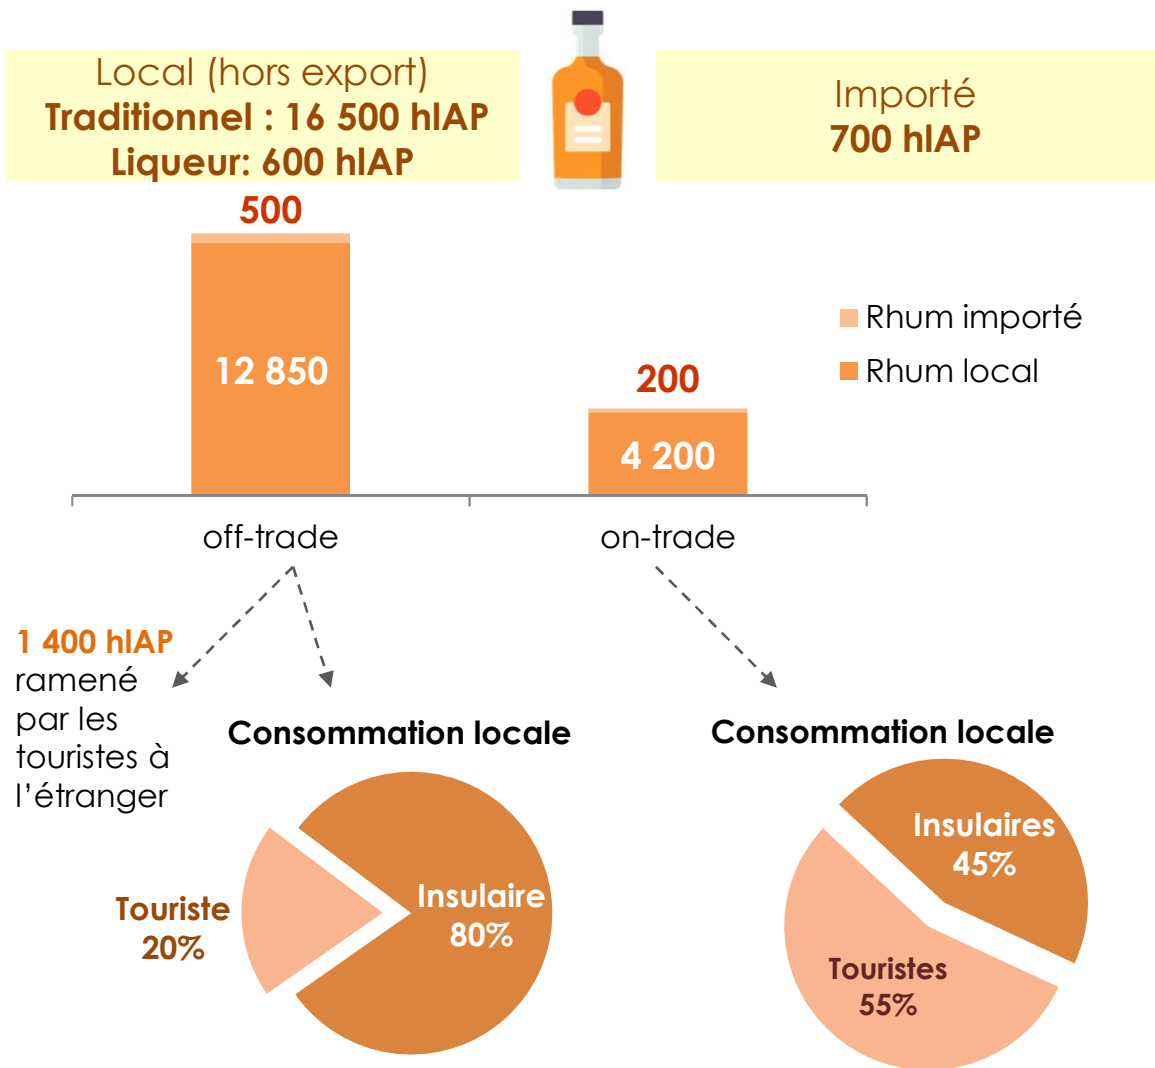 Local (hors export)
Traditionnel : 16 500 hlAP
Liqueur: 600 hlAP
Importé
700 hlAP
500
12 850
200
4 200
Rhum importé
Rhum local
off-trade
on-trade
1 400 hlAP
ramené
par les
touristes à
l’étranger
Consommation locale
Touriste
20%
Insulaire
80%
Consommation locale
Insulaires
45%
Touristes
55%